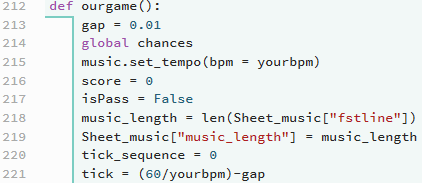 212 def ourgame():
213     gap = 0.01
214     global chances
215     music.set_tempo(bpm = yourbpm)
216     score = 0
217     isPass = False
218     music_length = len(Sheet_music["fstline"])
219     Sheet_music["music_length"] = music_length
220     tick_sequence = 0
221     tick = (60/yourbpm)-gap